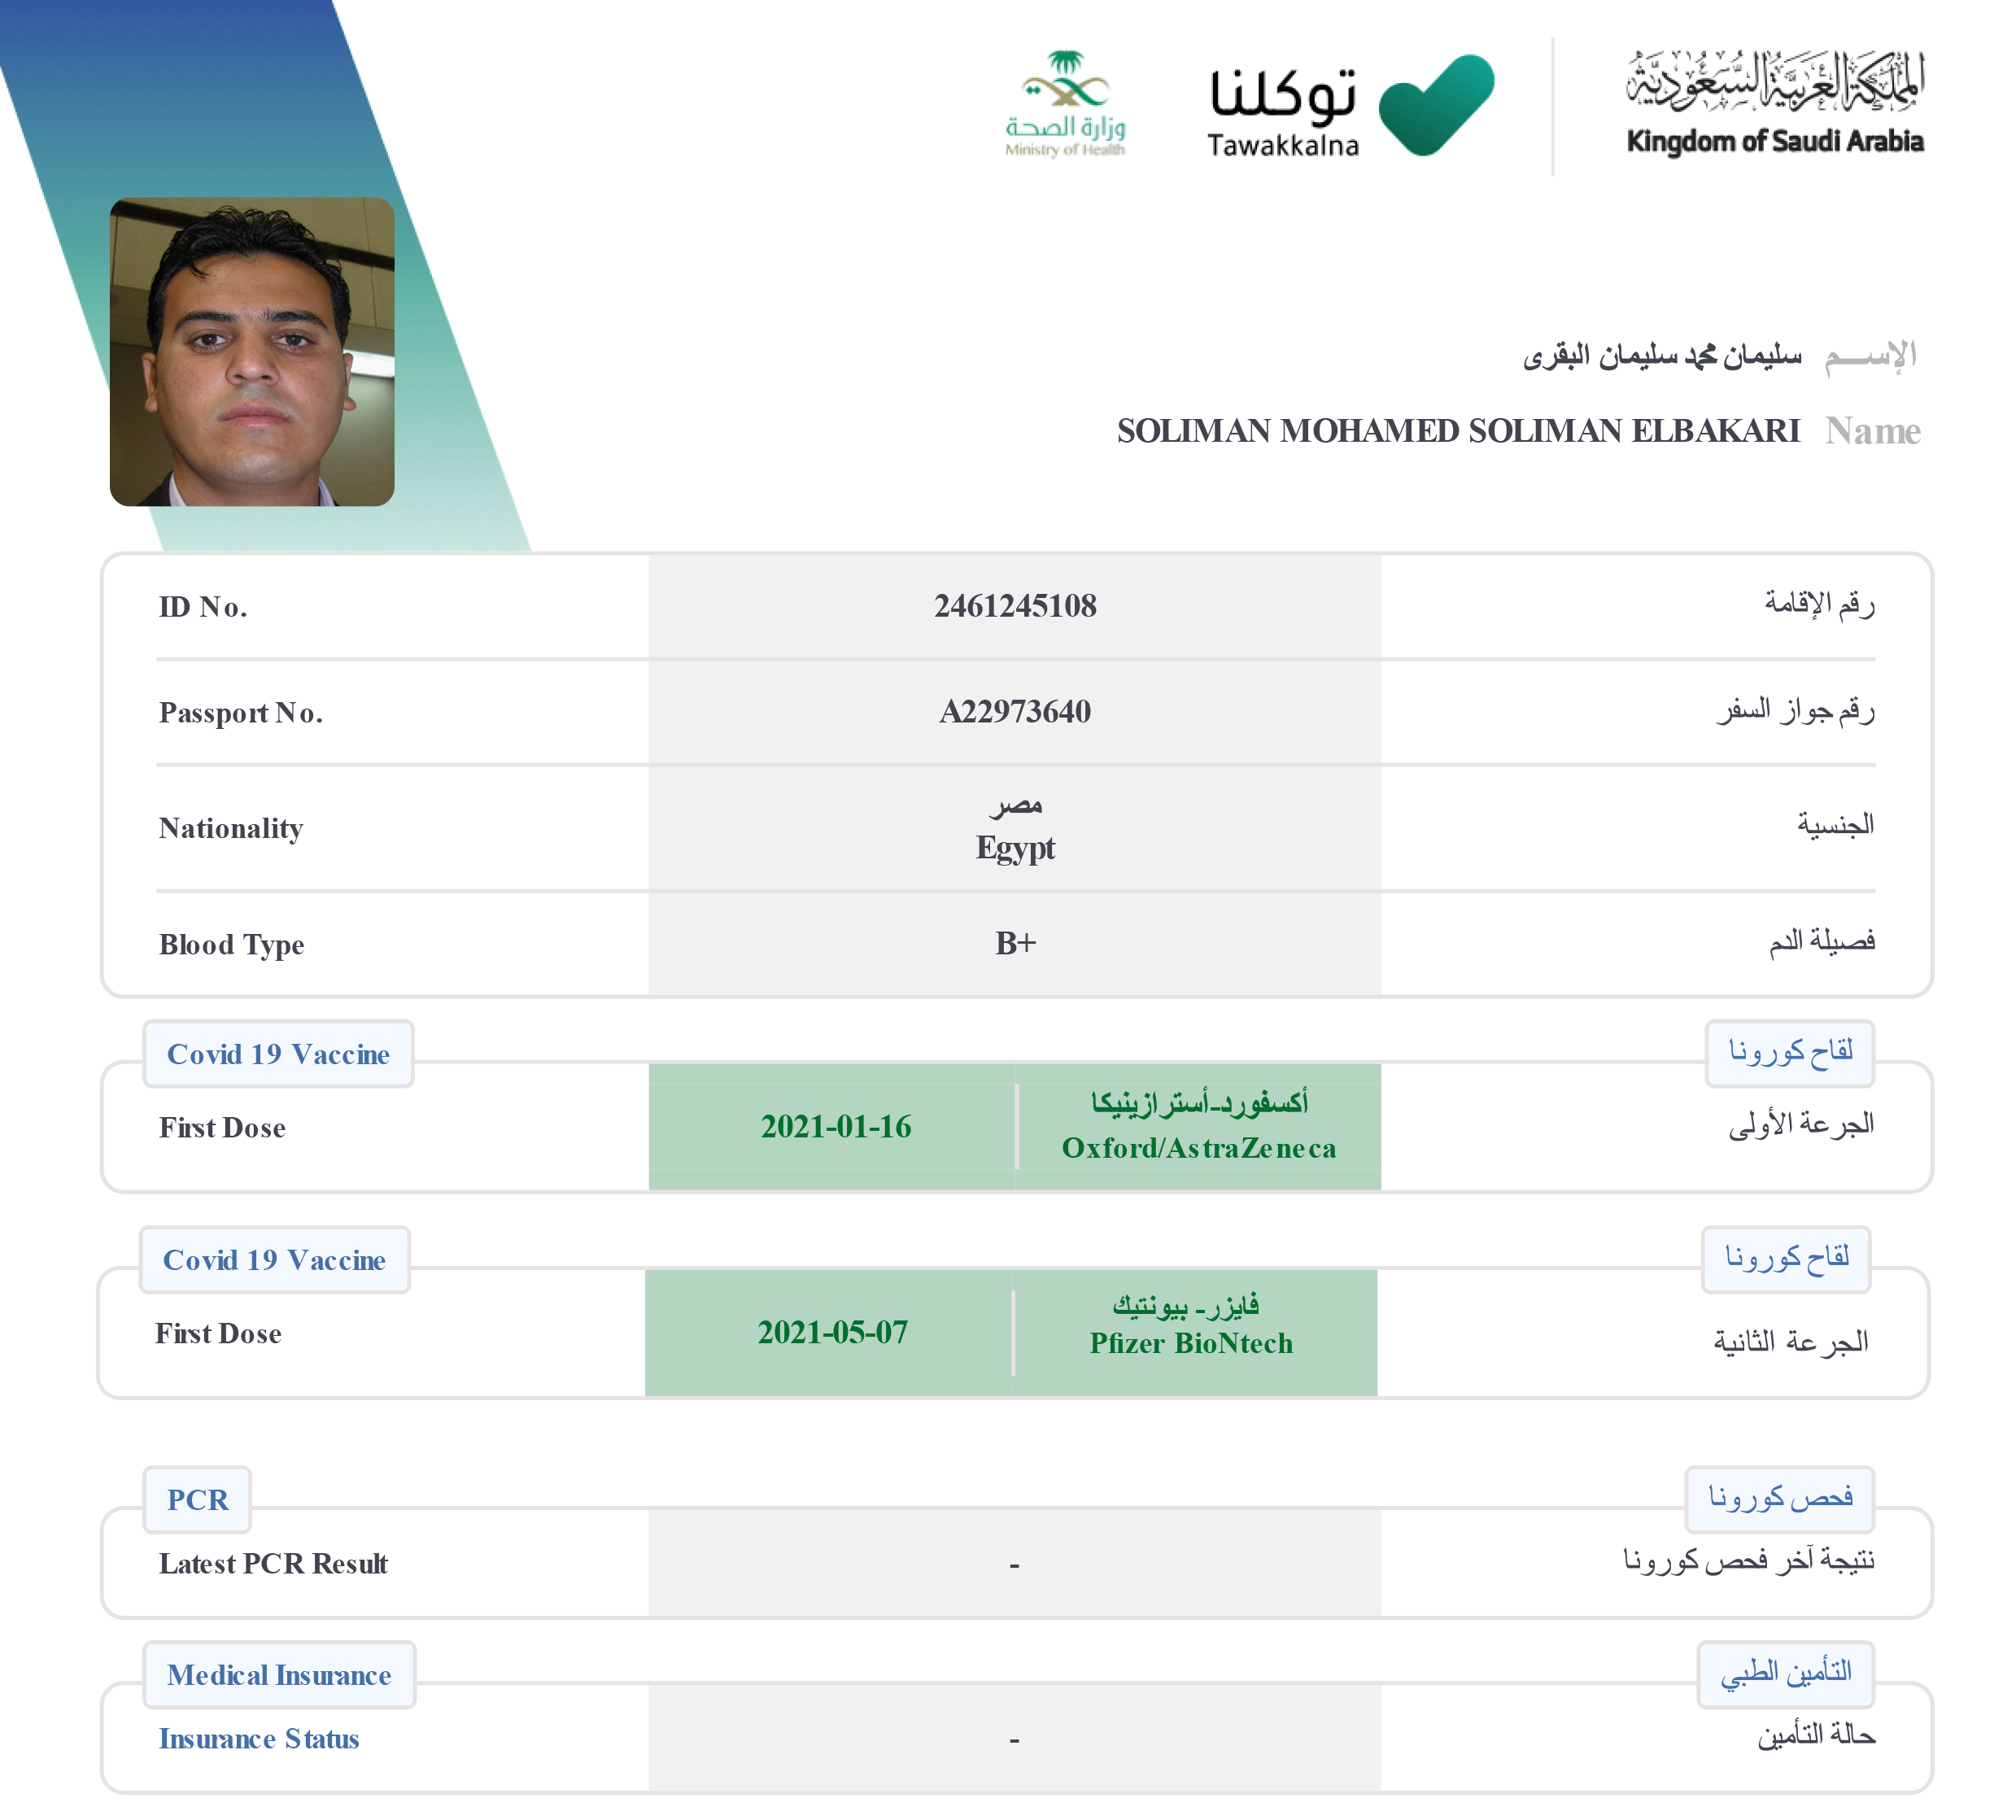 وزارة الصحة
Ministry of Health
توكلنا
Tawakkalna
المملكة العربية السعودية
Kingdom of Saudi Arabia
الإســـم سليمان محمد سليمان البقرى
SOLIMAN MOHAMED SOLIMAN ELBAKARI Name
ID No. 2461245108 رقم الإقامة
Passport No. A22973640 رقم جواز السفر
مصر
Nationality الجنسية
Egypt
Blood Type B+ فصيلة الدم
Covid 19 Vaccine لقاح كورونا
أكسفورد-أسترازينيكا
First Dose 2021-01-16 الجرعة الأولى
Oxford/AstraZeneca
Covid 19 Vaccine لقاح كورونا
فايزر- بيونتيك
First Dose 2021-05-07 الجرعة الثانية
Pfizer BioNtech
PCR فحص كورونا
Latest PCR Result - نتيجة آخر فحص كورونا
Medical Insurance التأمين الطبي
Insurance Status - حالة التأمين